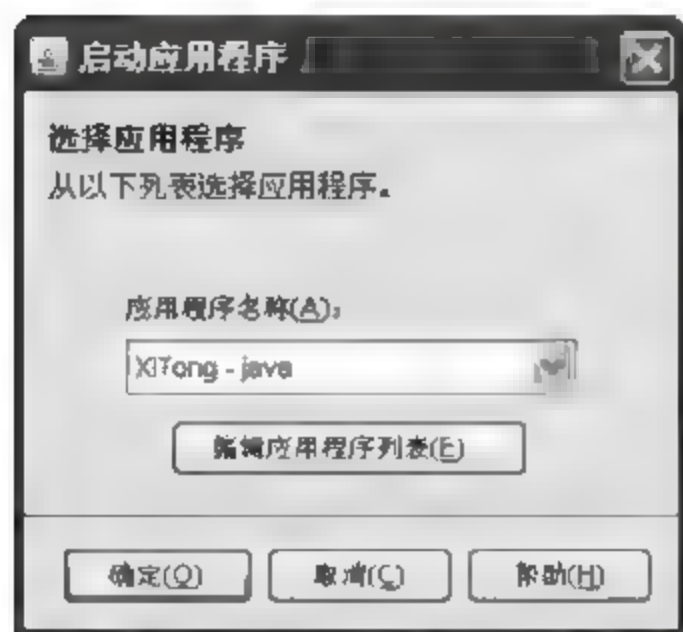 启动应用程序
选择应用程序
从以下列表选择应用程序。
应用程序名称(A):
XiTong - java
编辑应用程序列表(E)
确定(O)
取消(C)
帮助(H)